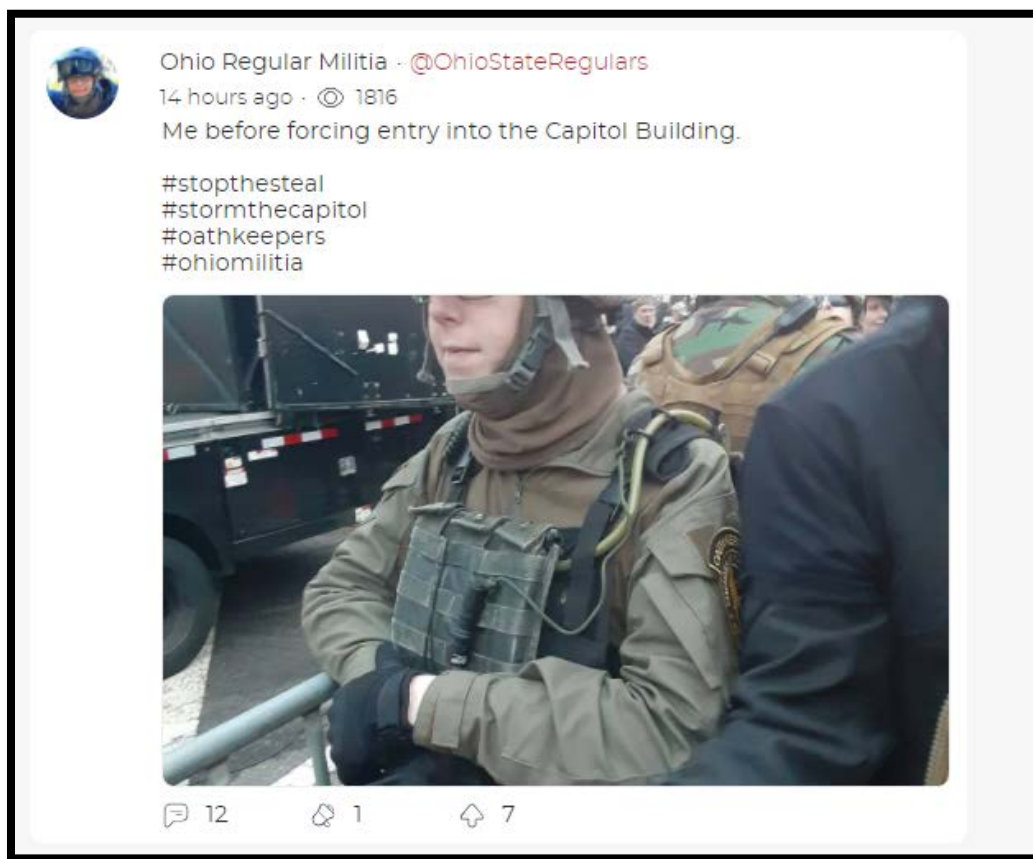 Ohio Regular Militia · @OhioStateRegulars
14 hours ago · 1816
Me before forcing entry into the Capitol Building.
#stopthesteal
#stormthecapitol
#oathkeepers
#ohiomilitia
12 1 7